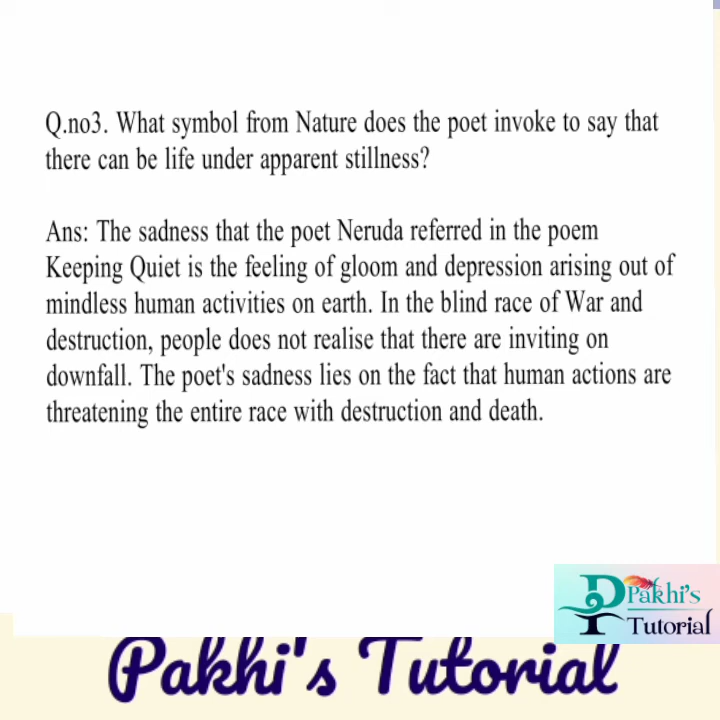 Q.no3. What symbol from Nature does the poet invoke to say that
there can be life under apparent stillness?
Ans: The sadness that the poet Neruda referred in the poem
Keeping Quiet is the feeling of gloom and depression arising out of
mindless human activities on earth. In the blind race of War and
destruction, people does not realise that there are inviting on
downfall. The poet's sadness lies on the fact that human actions are
threatening the entire race with destruction and death.
PT
Pakhi's
Tutorial
Pakhi's Tutorial